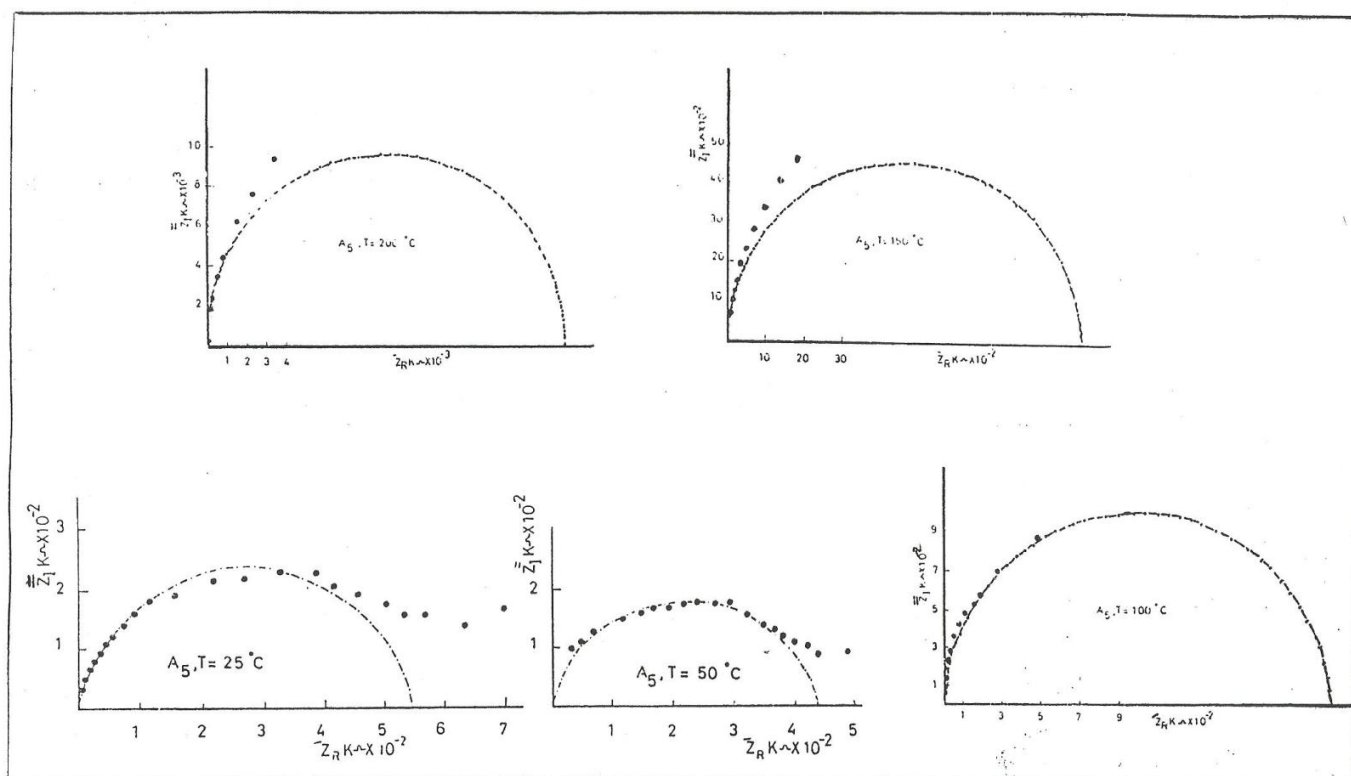 10
8
6
4
2
Z̿I K~X10-3
A5, T= 200 °C
1 2 3 4
Z̄R K~X10-3
50
40
30
20
10
Z̿I K~X10-2
A5, T= 150 °C
10 20 30
Z̄R K~X10-2
3
2
1
Z̿I K~X10-2
A5, T= 25 °C
1 2 3 4 5 6 7
Z̄R K~X10-2
2
1
Z̿I K~X10-2
A5, T= 50 °C
1 2 3 4 5
Z̄R K~X10-2
9
7
5
3
1
Z̿I K~X10-2
A5, T= 100 °C
1 3 5 7 9
Z̄R K~X10-2